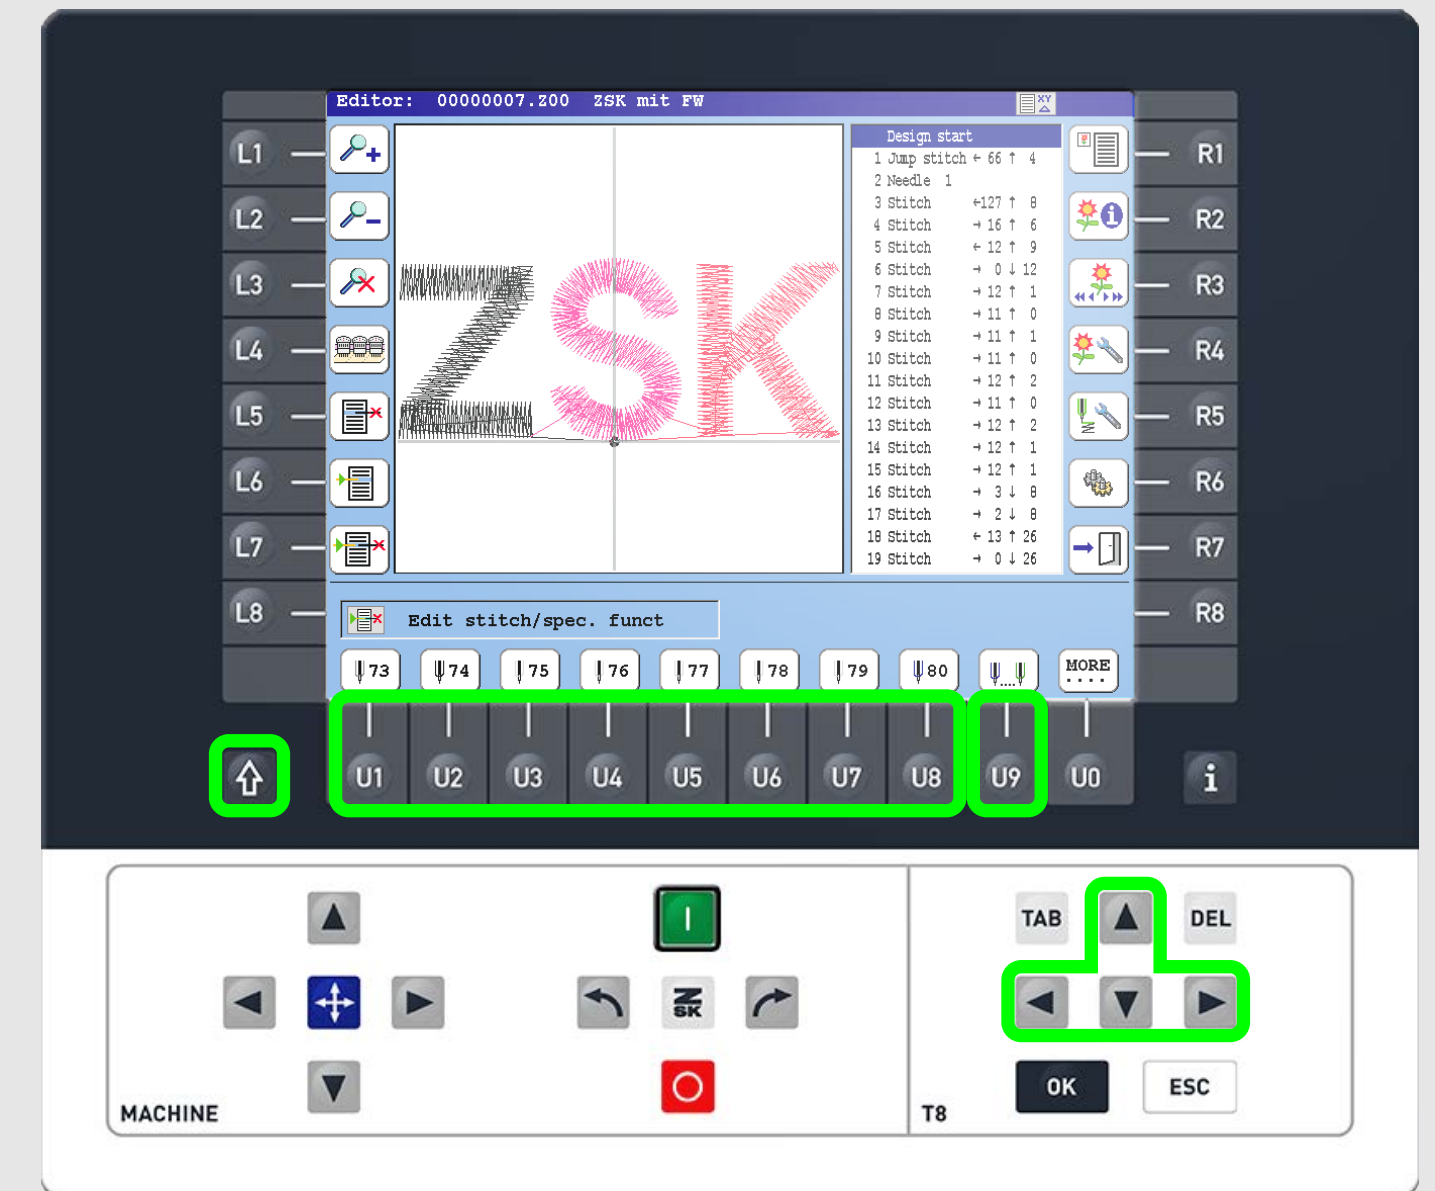 Editor: 00000007.Z00 ZSK mit FW
XY
L1
L2
L3
L4
L5
L6
L7
L8
Design start
1 Jump stitch ← 66 ↑ 4
2 Needle 1
3 Stitch ←127 ↑ 8
4 Stitch → 16 ↑ 6
5 Stitch ← 12 ↑ 9
6 Stitch → 0 ↓ 12
7 Stitch → 12 ↑ 1
8 Stitch → 11 ↑ 0
9 Stitch → 11 ↑ 1
10 Stitch → 11 ↑ 0
11 Stitch → 12 ↑ 2
12 Stitch → 11 ↑ 0
13 Stitch → 12 ↑ 2
14 Stitch → 12 ↑ 1
15 Stitch → 12 ↑ 1
16 Stitch → 3 ↓ 8
17 Stitch → 2 ↓ 8
18 Stitch ← 13 ↑ 26
19 Stitch → 0 ↓ 26
ZSK
R1
R2
R3
R4
R5
R6
R7
R8
Edit stitch/spec. funct
73 74 75 76 77 78 79 80 MORE
....
U1 U2 U3 U4 U5 U6 U7 U8 U9 U0
i
TAB DEL
ZSK
OK ESC
MACHINE T8